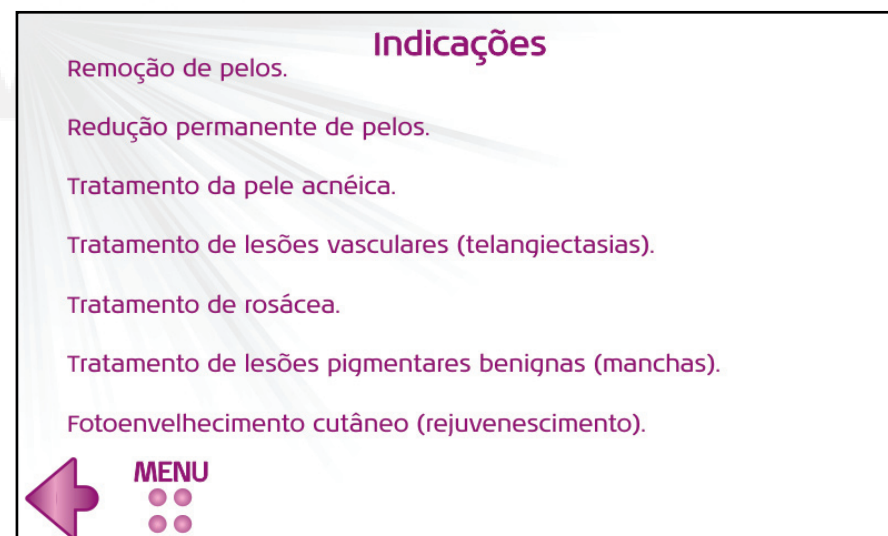 Indicações
Remoção de pelos.
Redução permanente de pelos.
Tratamento da pele acnéica.
Tratamento de lesões vasculares (telangiectasias).
Tratamento de rosácea.
Tratamento de lesões pigmentares benignas (manchas).
Fotoenvelhecimento cutâneo (rejuvenescimento).
MENU